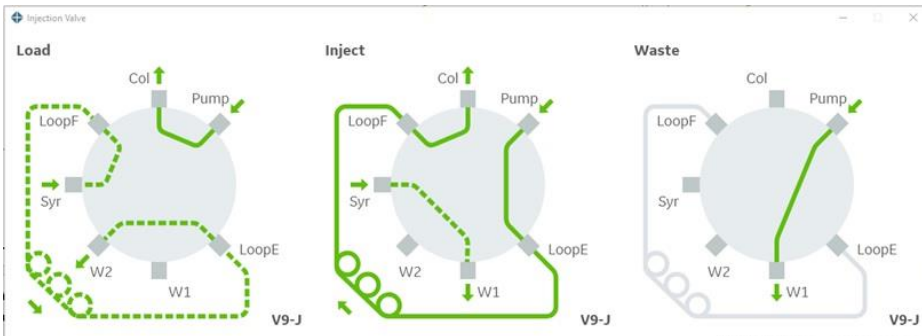 Injection Valve
Load
Col
Pump
LoopF
Syr
W2
LoopE
W1
V9-J
Inject
Col
Pump
LoopF
Syr
W2
LoopE
W1
V9-J
Waste
Col
Pump
LoopF
Syr
W2
LoopE
W1
V9-J